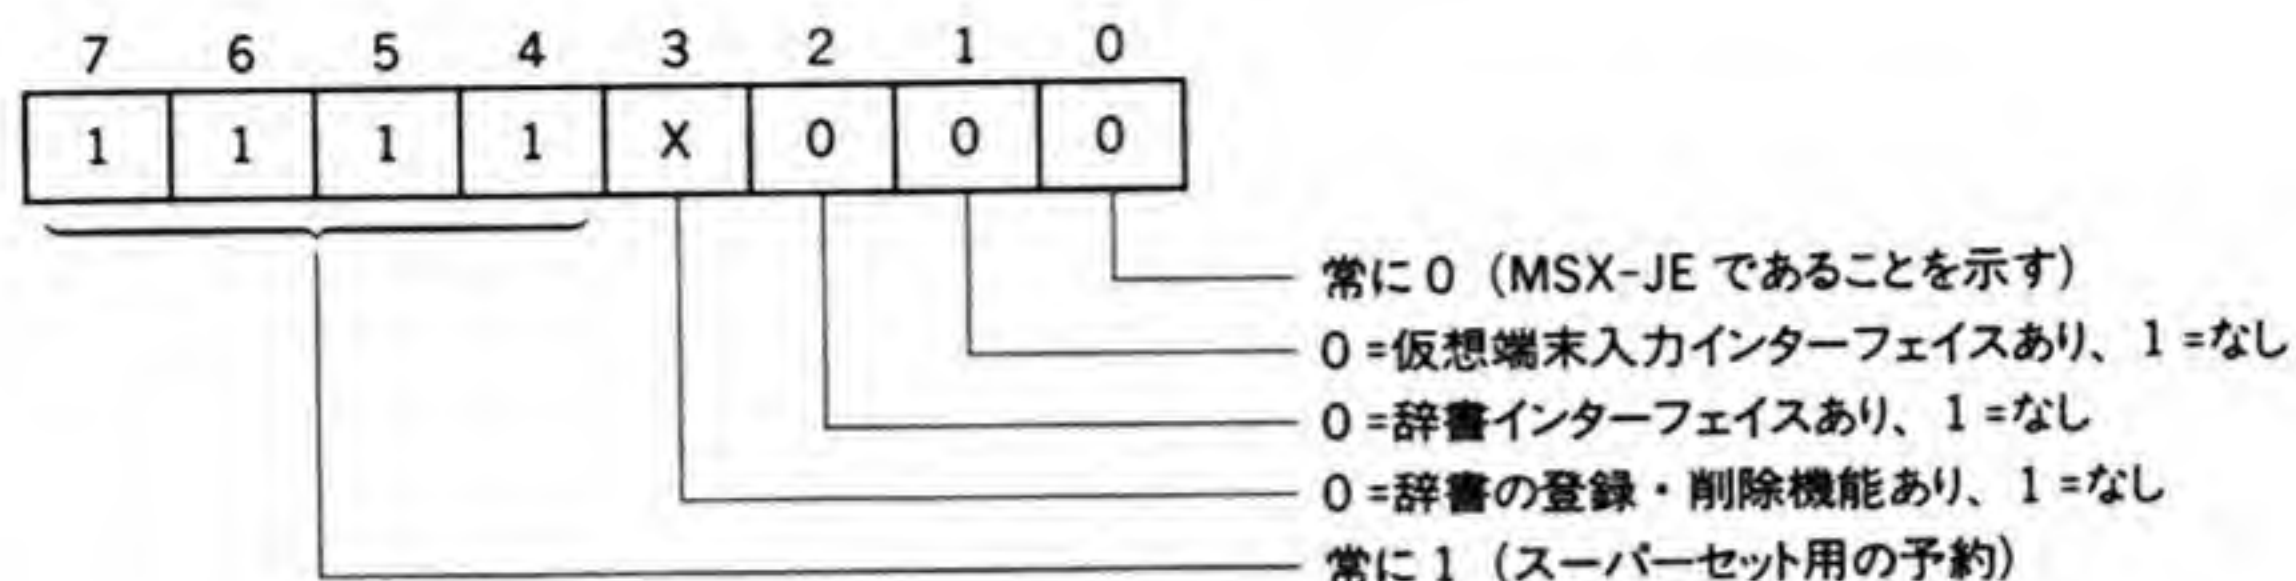 7 6 5 4 3 2 1 0
1 1 1 1 X 0 0 0
常に0（MSX-JE であることを示す）
0=仮想端末入力インターフェイスあり、1=なし
0=辞書インターフェイスあり、1=なし
0=辞書の登録・削除機能あり、1=なし
常に1（スーパーセット用の予約）